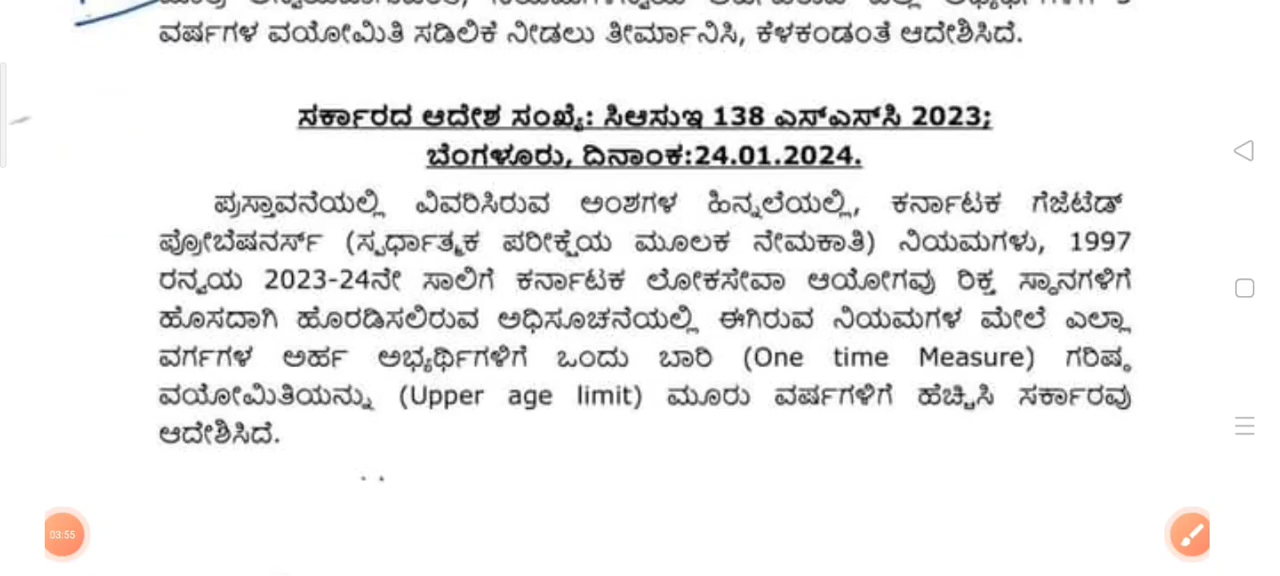 ವರ್ಷಗಳ ವಯೋಮಿತಿ ಸಡಿಲಿಕೆ ನೀಡಲು ತೀರ್ಮಾನಿಸಿ, ಕೆಳಕಂಡಂತೆ ಆದೇಶಿಸಿದೆ.
ಸರ್ಕಾರದ ಆದೇಶ ಸಂಖ್ಯೆ: ಸಿಆಸುಇ 138 ಎಸ್ಎಸ್‌ಸಿ 2023;
ಬೆಂಗಳೂರು, ದಿನಾಂಕ:24.01.2024.
ಪ್ರಸ್ತಾವನೆಯಲ್ಲಿ ವಿವರಿಸಿರುವ ಅಂಶಗಳ ಹಿನ್ನಲೆಯಲ್ಲಿ, ಕರ್ನಾಟಕ ಗೆಜೆಟೆಡ್
ಪ್ರೋಬೆಷನರ್ಸ್ (ಸ್ಪರ್ಧಾತ್ಮಕ ಪರೀಕ್ಷೆಯ ಮೂಲಕ ನೇಮಕಾತಿ) ನಿಯಮಗಳು, 1997
ರನ್ವಯ 2023-24ನೇ ಸಾಲಿಗೆ ಕರ್ನಾಟಕ ಲೋಕಸೇವಾ ಆಯೋಗವು ರಿಕ್ತ ಸ್ಥಾನಗಳಿಗೆ
ಹೊಸದಾಗಿ ಹೊರಡಿಸಲಿರುವ ಅಧಿಸೂಚನೆಯಲ್ಲಿ ಈಗಿರುವ ನಿಯಮಗಳ ಮೇಲೆ ಎಲ್ಲಾ
ವರ್ಗಗಳ ಅರ್ಹ ಅಭ್ಯರ್ಥಿಗಳಿಗೆ ಒಂದು ಬಾರಿ (One time Measure) ಗರಿಷ್ಠ
ವಯೋಮಿತಿಯನ್ನು (Upper age limit) ಮೂರು ವರ್ಷಗಳಿಗೆ ಹೆಚ್ಚಿಸಿ ಸರ್ಕಾರವು
ಆದೇಶಿಸಿದೆ.
03:55